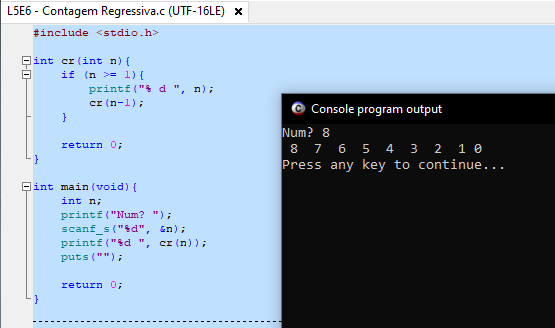 L5E6 - Contagem Regressiva.c (UTF-16LE) ×
#include <stdio.h>
int cr(int n){
if (n >= 1){
printf("% d ", n);
cr(n-1);
}
return 0;
}
int main(void){
int n;
printf("Num? ");
scanf_s("%d", &n);
printf("%d ", cr(n));
puts("");
return 0;
}
C Console program output
Num? 8
8 7 6 5 4 3 2 1 0
Press any key to continue...